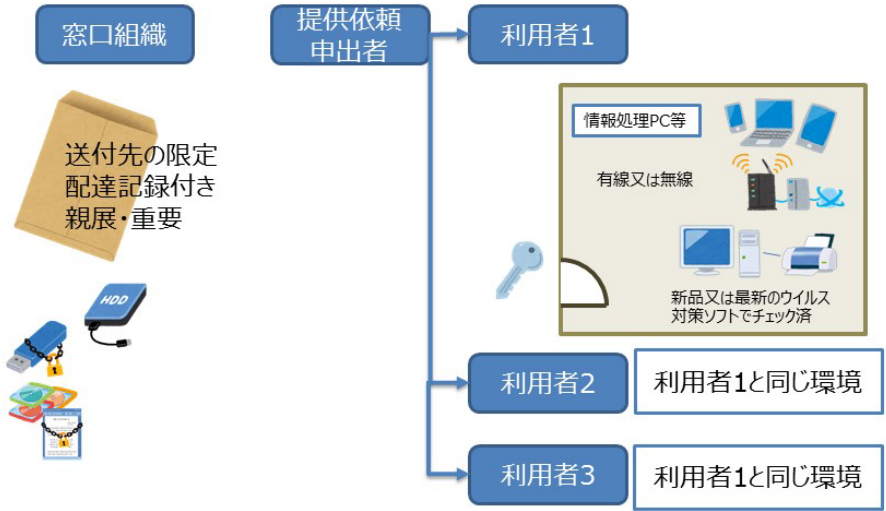 窓口組織
提供依頼
申出者
利用者1
送付先の限定
配達記録付き
親展・重要
HDD
情報処理PC等
有線又は無線
新品又は最新のウイルス
対策ソフトでチェック済
利用者2
利用者1と同じ環境
利用者3
利用者1と同じ環境